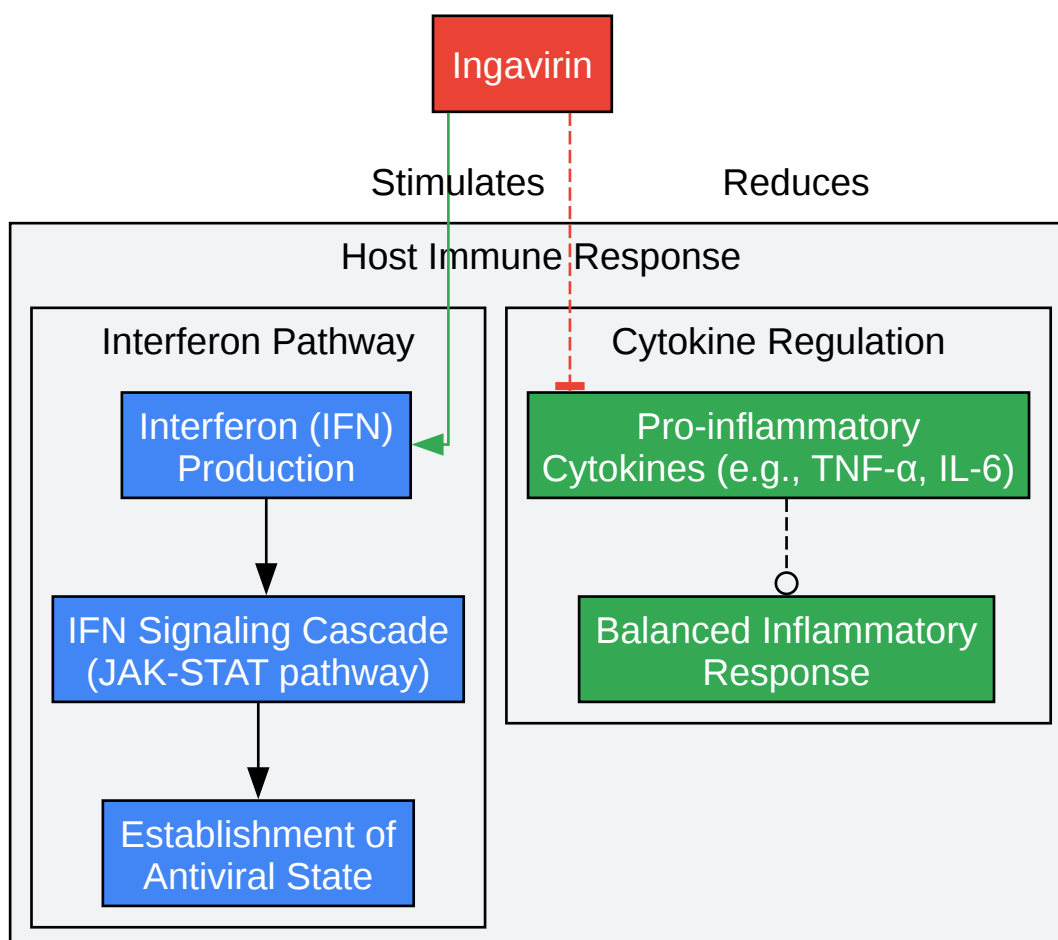 Ingavirin
Stimulates
Reduces
Host Immune Response
Interferon Pathway
Interferon (IFN)
Production
IFN Signaling Cascade
(JAK-STAT pathway)
Establishment of
Antiviral State
Cytokine Regulation
Pro-inflammatory
Cytokines (e.g., TNF-α, IL-6)
Balanced Inflammatory
Response